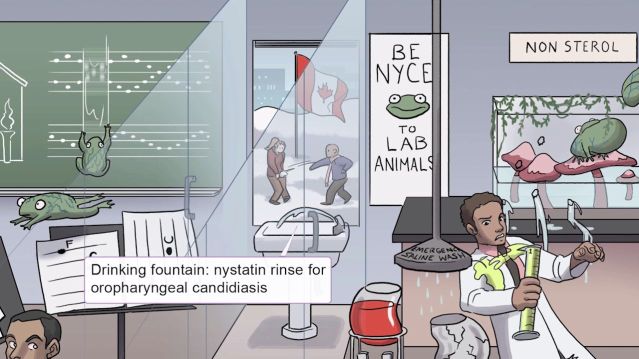 BE
NYCE
TO
LAB
ANIMALS
NON STEROL
F
C
EMERGENCY
SALINE WASH
Drinking fountain: nystatin rinse for
oropharyngeal candidiasis